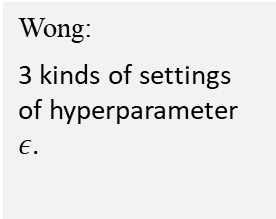 Wong:
3 kinds of settings
of hyperparameter
ϵ.